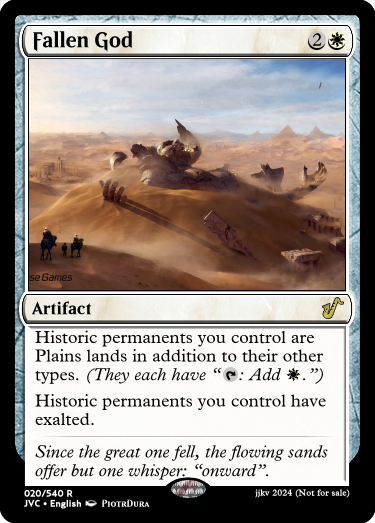 Fallen God 2
se Games
Artifact
Historic permanents you control are
Plains lands in addition to their other
types. (They each have “: Add .”)
Historic permanents you control have
exalted.
Since the great one fell, the flowing sands
offer but one whisper: “onward”.
020/540 R
JVC • English PiotrDura
jjkv 2024 (Not for sale)